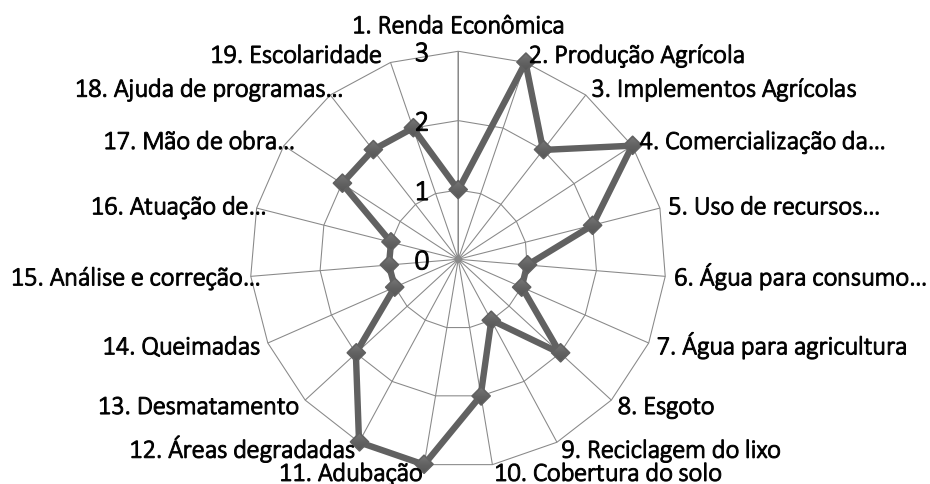 1. Renda Econômica
2. Produção Agrícola
3. Implementos Agrícolas
4. Comercialização da...
5. Uso de recursos...
6. Água para consumo...
7. Água para agricultura
8. Esgoto
9. Reciclagem do lixo
10. Cobertura do solo
11. Adubação
12. Áreas degradadas
13. Desmatamento
14. Queimadas
15. Análise e correção...
16. Atuação de...
17. Mão de obra...
18. Ajuda de programas...
19. Escolaridade
3
2
1
0